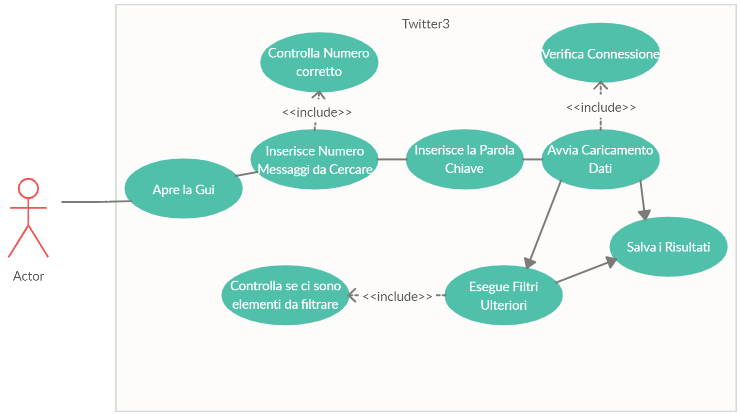 Twitter3
Controlla Numero
corretto
Verifica Connessione
<<include>>
<<include>>
Inserisce Numero
Messaggi da Cercare
Inserisce la Parola
Chiave
Avvia Caricamento
Dati
Apre la Gui
Actor
Salva i Risultati
Controlla se ci sono
elementi da filtrare
<<include>>
Esegue Filtri
Ulteriori